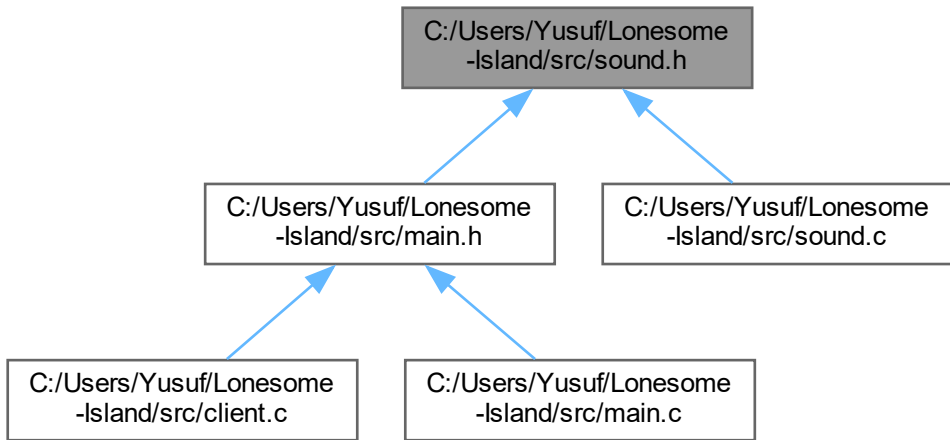 C:/Users/Yusuf/Lonesome
-Island/src/sound.h
C:/Users/Yusuf/Lonesome
-Island/src/main.h
C:/Users/Yusuf/Lonesome
-Island/src/sound.c
C:/Users/Yusuf/Lonesome
-Island/src/client.c
C:/Users/Yusuf/Lonesome
-Island/src/main.c